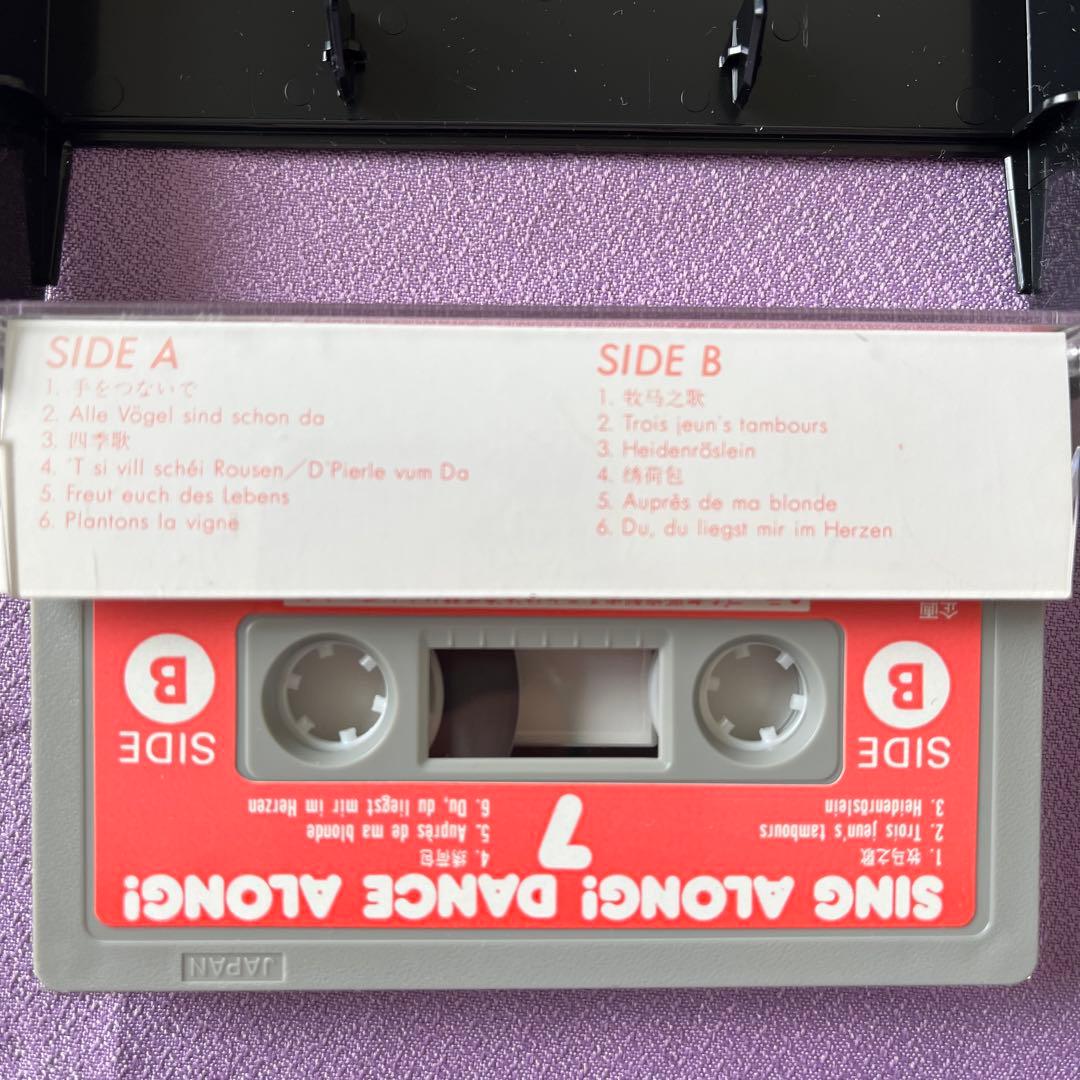 SIDE A
1. 手をつないで
2. Alle Vögel sind schon da
3. 四季歌
4. 'T si vill schéi Rousen／D'Pierle vum Da
5. Freut euch des Lebens
6. Plantons la vigne
SIDE B
1. 牧马之歌
2. Trois jeun's tambours
3. Heidenröslein
4. 绣荷包
5. Auprès de ma blonde
6. Du, du liegst mir im Herzen
SING ALONG! DANCE ALONG!
7
1. 牧马之歌
2. Trois jeun's tambours
3. Heidenröslein
4. 绣荷包
5. Auprès de ma blonde
6. Du, du liegst mir im Herzen
SIDE
B
SIDE
B
企画
JAPAN